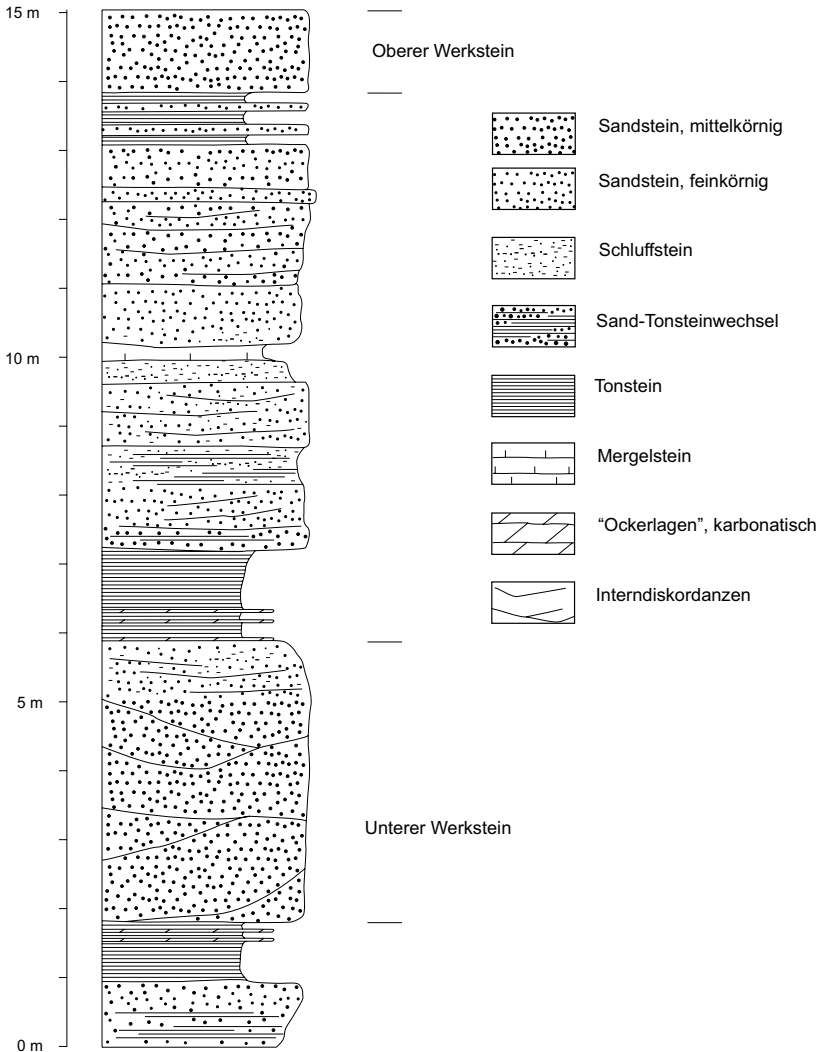 15 m
Oberer Werkstein
Sandstein, mittelkörnig
Sandstein, feinkörnig
Schluffstein
Sand-Tonsteinwechsel
10 m
Tonstein
Mergelstein
“Ockerlagen”, karbonatisch
Interndiskordanzen
5 m
Unterer Werkstein
0 m